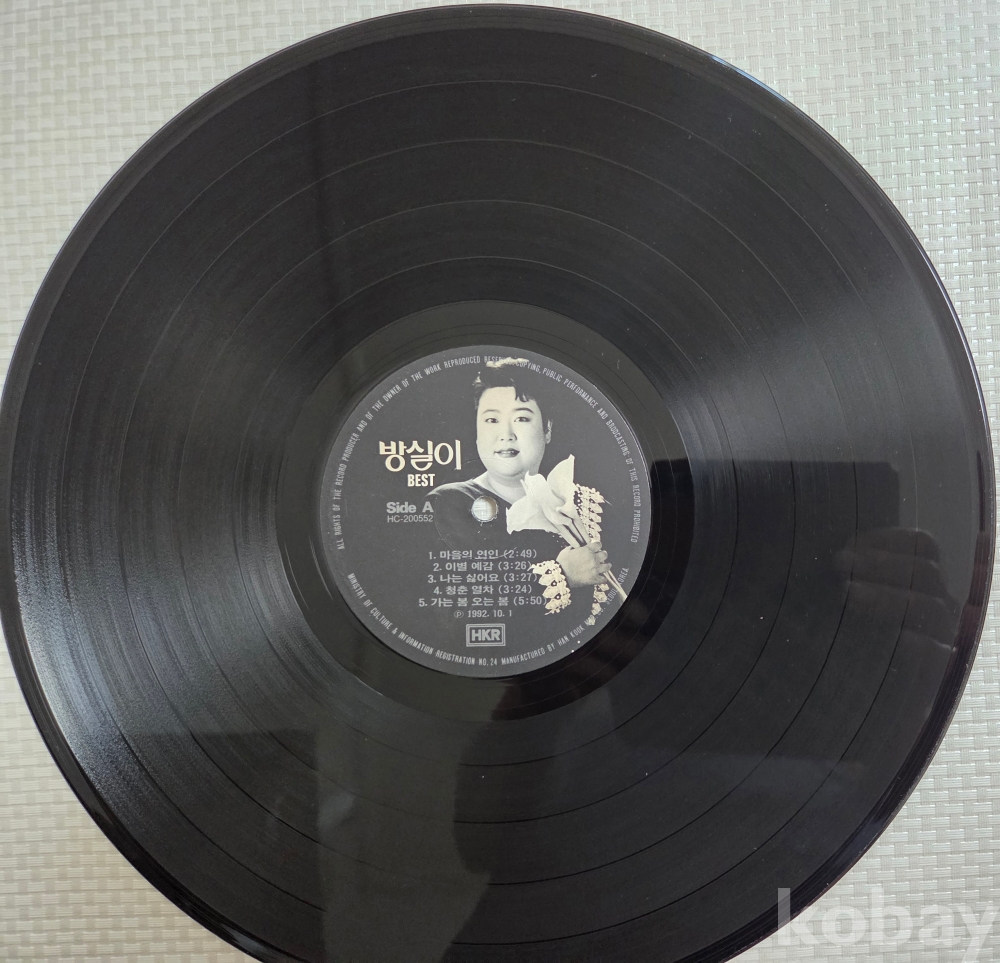 ALL RIGHTS OF THE RECORD PRODUCER AND OF THE OWNER OF THE WORK REPRODUCED COPYING, PUBLIC PERFORMANCE AND BROADCASTING OF THIS RECORD PROHIBITED
방실이
BEST
Side A
HC-200552
1. 마음의 연인 (2:49)
2. 이별 예감 (3:26)
3. 나는 싫어요 (3:27)
4. 청춘 열차 (3:24)
5. 가는 봄 오는 봄 (5:50)
℗ 1992. 10. 1
HKR
MINISTRY OF CULTURE & INFORMATION REGISTRATION NO. 24 MANUFACTURED BY HAN KOOK KOREA
kobay